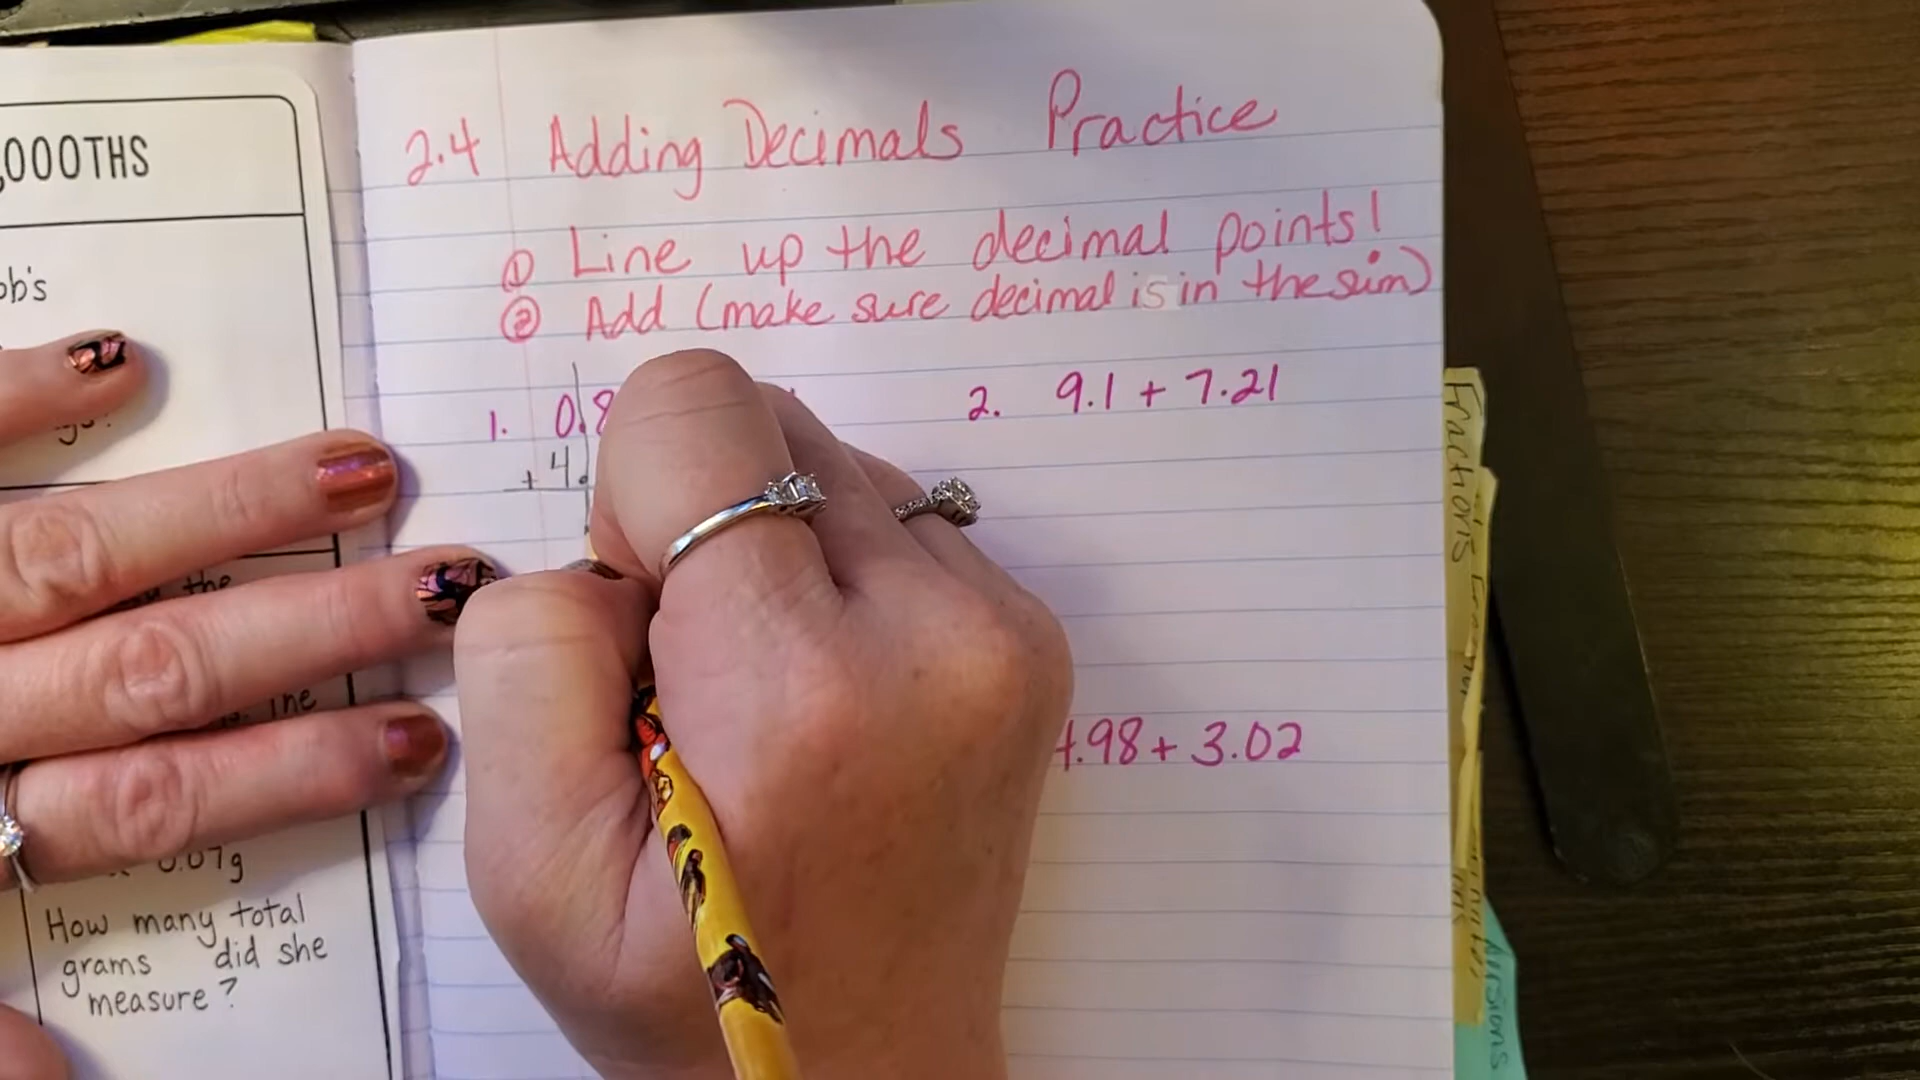 ,000THS
ob's
the
The
0.07g
How many total
grams did she
measure?
2.4 Adding Decimals Practice
① Line up the decimal points!
② Add (make sure decimal is in the sum)
1. 0.8
+ 4.
2. 9.1 + 7.21
.98 + 3.02
Fractions